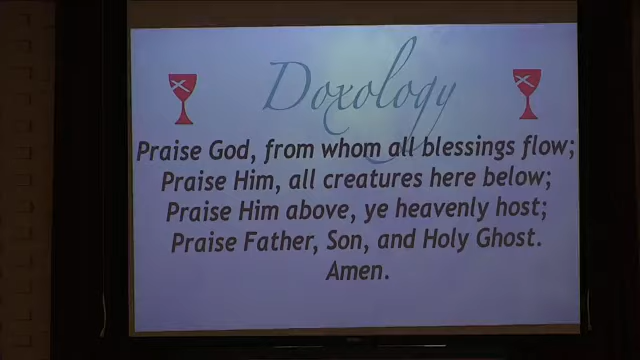 Doxology
Praise God, from whom all blessings flow;
Praise Him, all creatures here below;
Praise Him above, ye heavenly host;
Praise Father, Son, and Holy Ghost.
Amen.